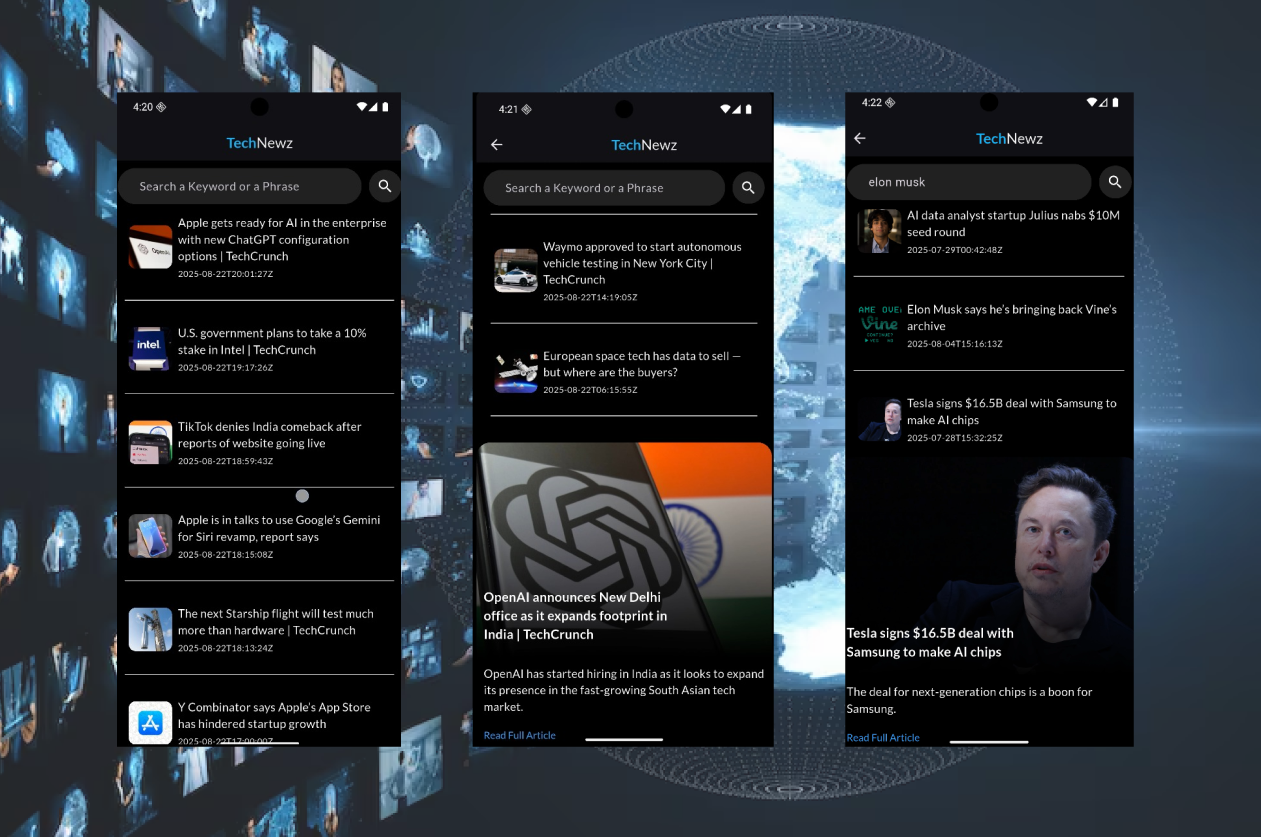 4:20
TechNewz
Search a Keyword or a Phrase
Apple gets ready for AI in the enterprise
with new ChatGPT configuration
options | TechCrunch
2025-08-22T20:01:27Z
intel.
U.S. government plans to take a 10%
stake in Intel | TechCrunch
2025-08-22T19:17:26Z
TikTok denies India comeback after
reports of website going live
2025-08-22T18:59:43Z
Apple is in talks to use Google's Gemini
for Siri revamp, report says
2025-08-22T18:15:08Z
The next Starship flight will test much
more than hardware | TechCrunch
2025-08-22T18:13:24Z
Y Combinator says Apple's App Store
has hindered startup growth
2025-08-22T17:00:00Z
4:21
TechNewz
Search a Keyword or a Phrase
Waymo approved to start autonomous
vehicle testing in New York City |
TechCrunch
2025-08-22T14:19:05Z
European space tech has data to sell —
but where are the buyers?
2025-08-22T06:15:55Z
OpenAI announces New Delhi
office as it expands footprint in
India | TechCrunch
OpenAI has started hiring in India as it looks to expand
its presence in the fast-growing South Asian tech
market.
Read Full Article
4:22
TechNewz
elon musk
AI data analyst startup Julius nabs $10M
seed round
2025-07-29T00:42:48Z
AME OVE
Vine
CONTINUE?
YES NO
Elon Musk says he's bringing back Vine's
archive
2025-08-04T15:16:13Z
Tesla signs $16.5B deal with Samsung to
make AI chips
2025-07-28T15:32:25Z
Tesla signs $16.5B deal with
Samsung to make AI chips
The deal for next-generation chips is a boon for
Samsung.
Read Full Article